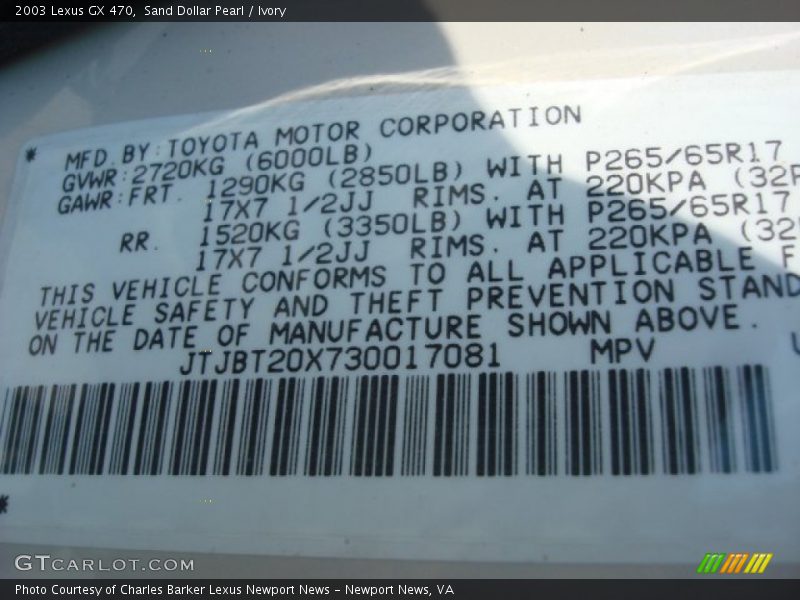 2003 Lexus GX 470, Sand Dollar Pearl / Ivory
* MFD. BY: TOYOTA MOTOR CORPORATION
GVWR: 2720KG (6000LB)
GAWR: FRT. 1290KG (2850LB) WITH P265/65R17
17X7 1/2JJ RIMS. AT 220KPA (32P
RR. 1520KG (3350LB) WITH P265/65R17
17X7 1/2JJ RIMS. AT 220KPA (32
THIS VEHICLE CONFORMS TO ALL APPLICABLE F
VEHICLE SAFETY AND THEFT PREVENTION STAND
ON THE DATE OF MANUFACTURE SHOWN ABOVE.
JTJBT20X730017081 MPV
*
GTCARLOT.COM
Photo Courtesy of Charles Barker Lexus Newport News - Newport News, VA